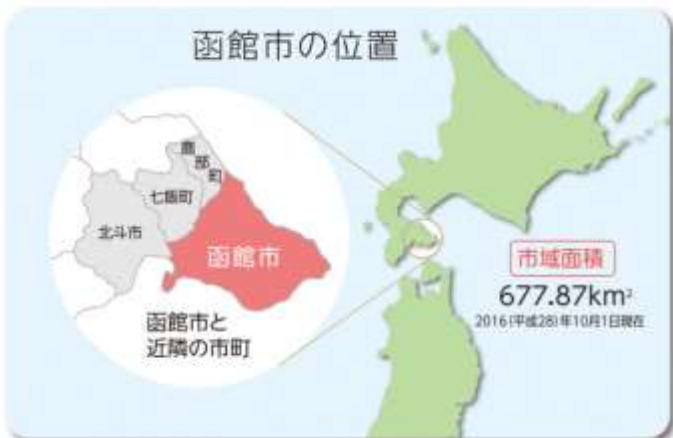 函館市の位置
鹿部町
七飯町
北斗市
函館市
函館市と
近隣の市町
市域面積
677.87km²
2016(平成28)年10月1日現在